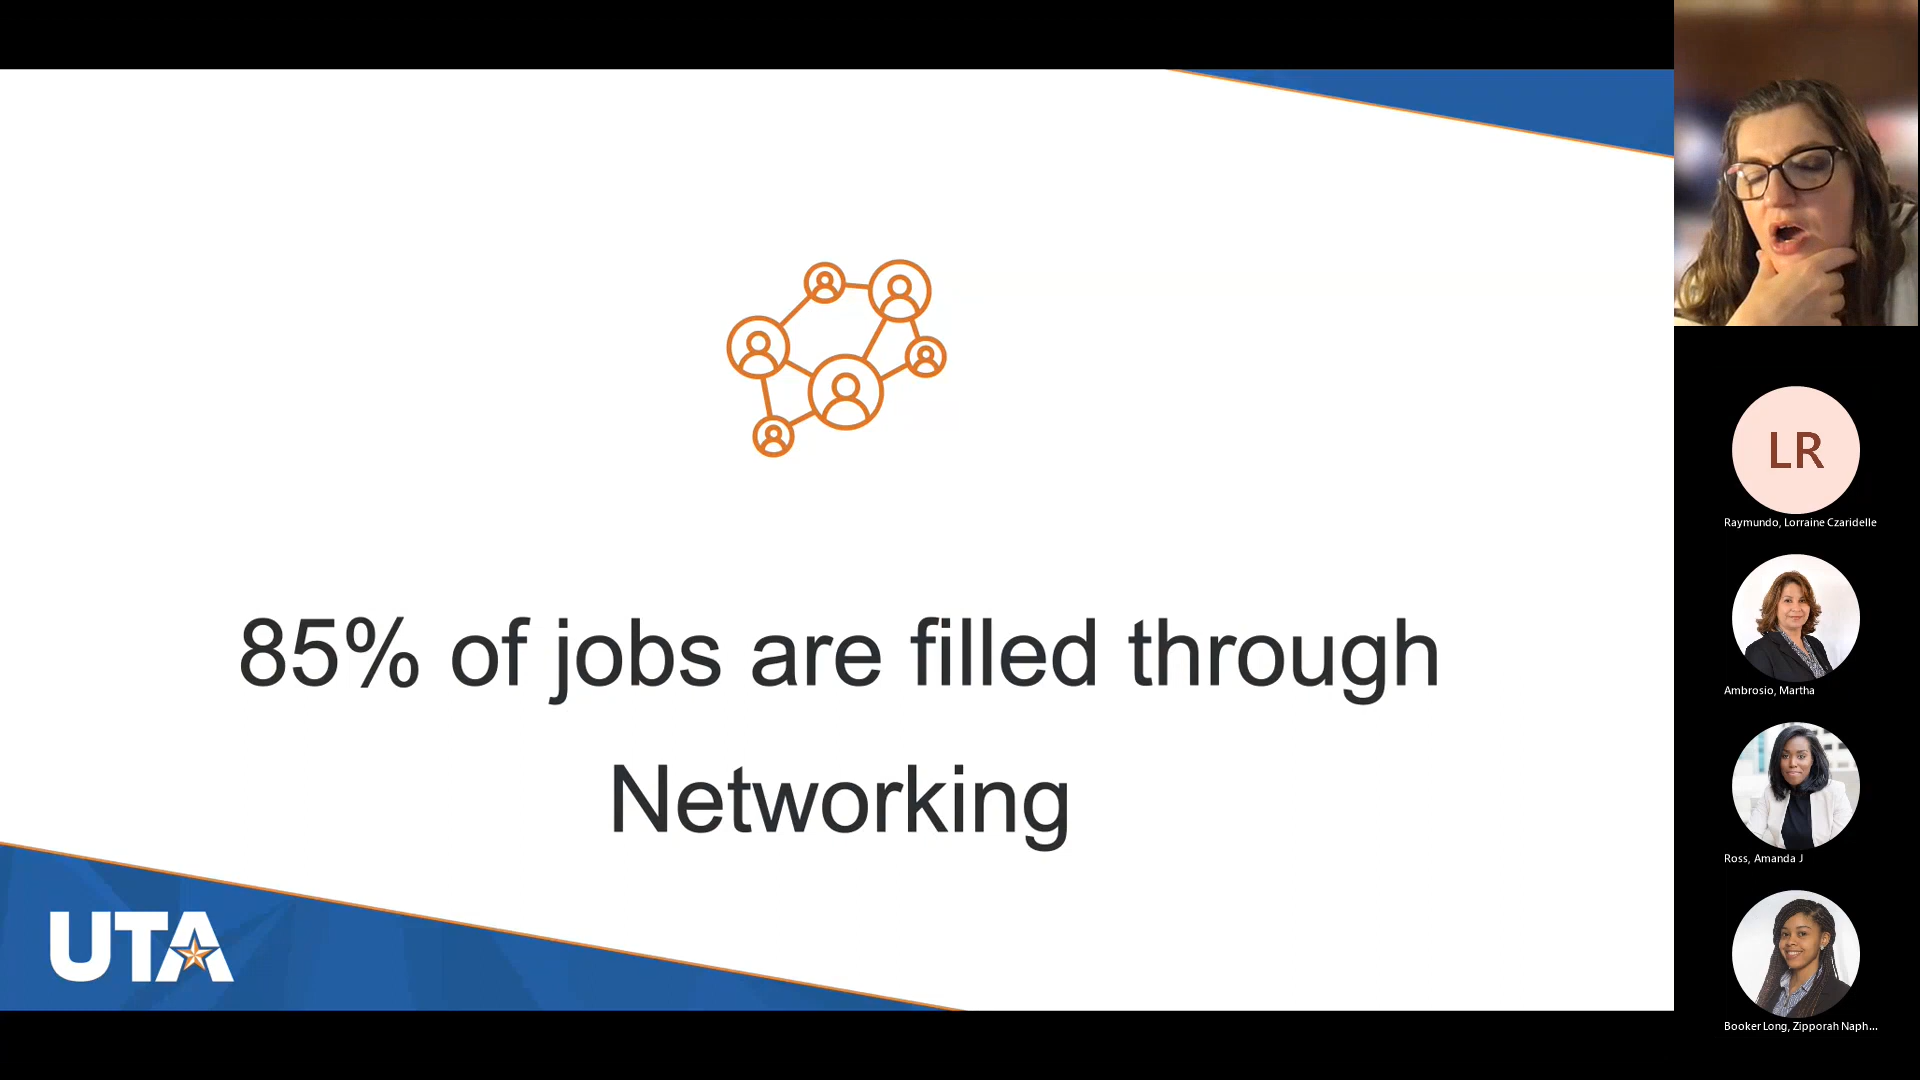 85% of jobs are filled through
Networking
UTA
LR
Raymundo, Lorraine Czaridelle
Ambrosio, Martha
Ross, Amanda J
Booker Long, Zipporah Naph...